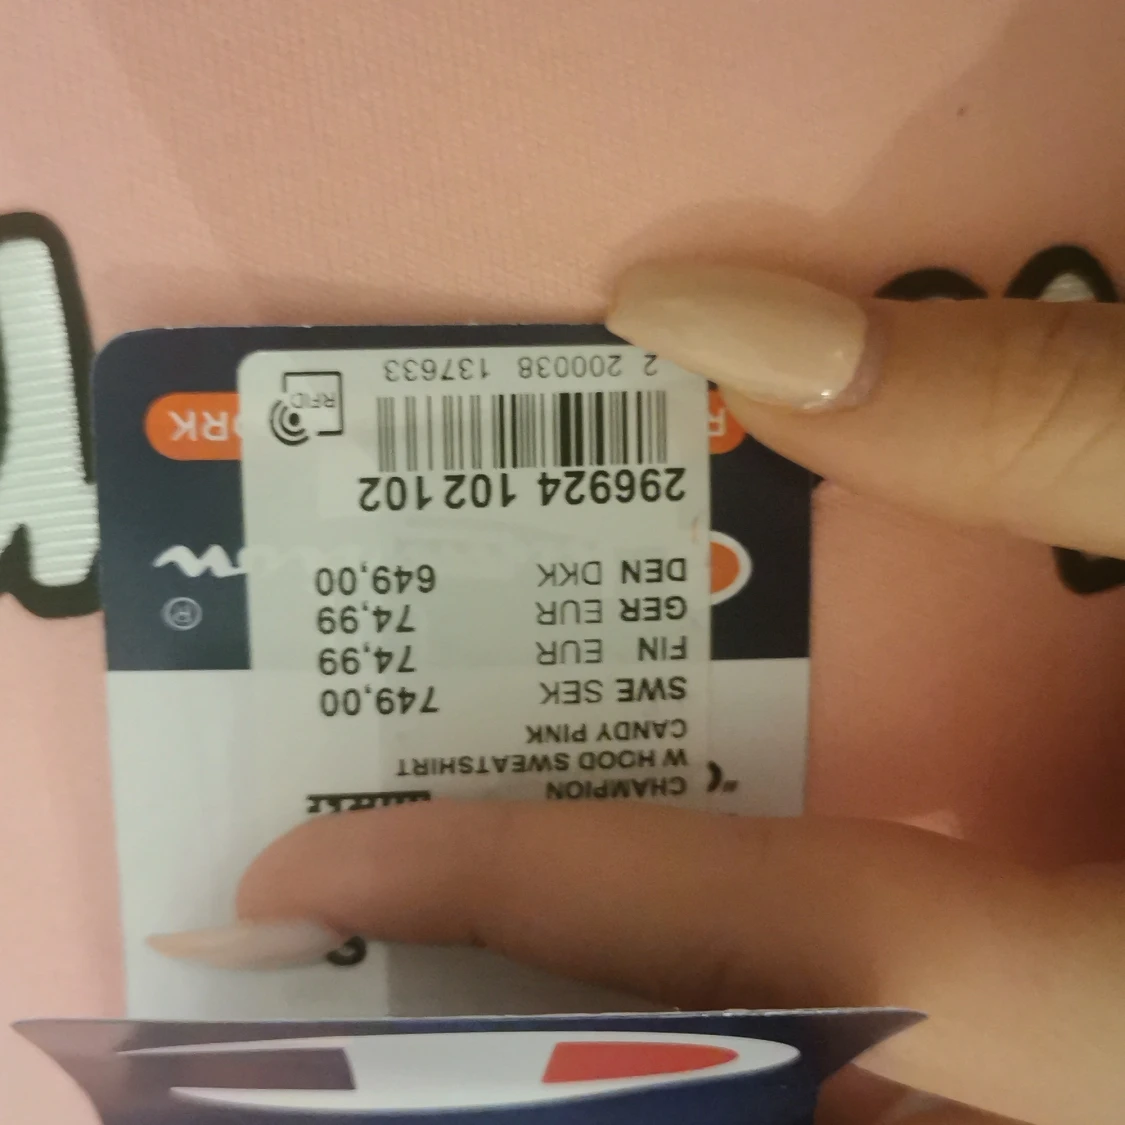 CHAMPION
W HOOD SWEATSHIRT
CANDY PINK
SWE SEK 749,00
FIN EUR 74,99
GER EUR 74,99
DEN DKK 649,00
296924 102 102
2 200038 137633
RFID
®